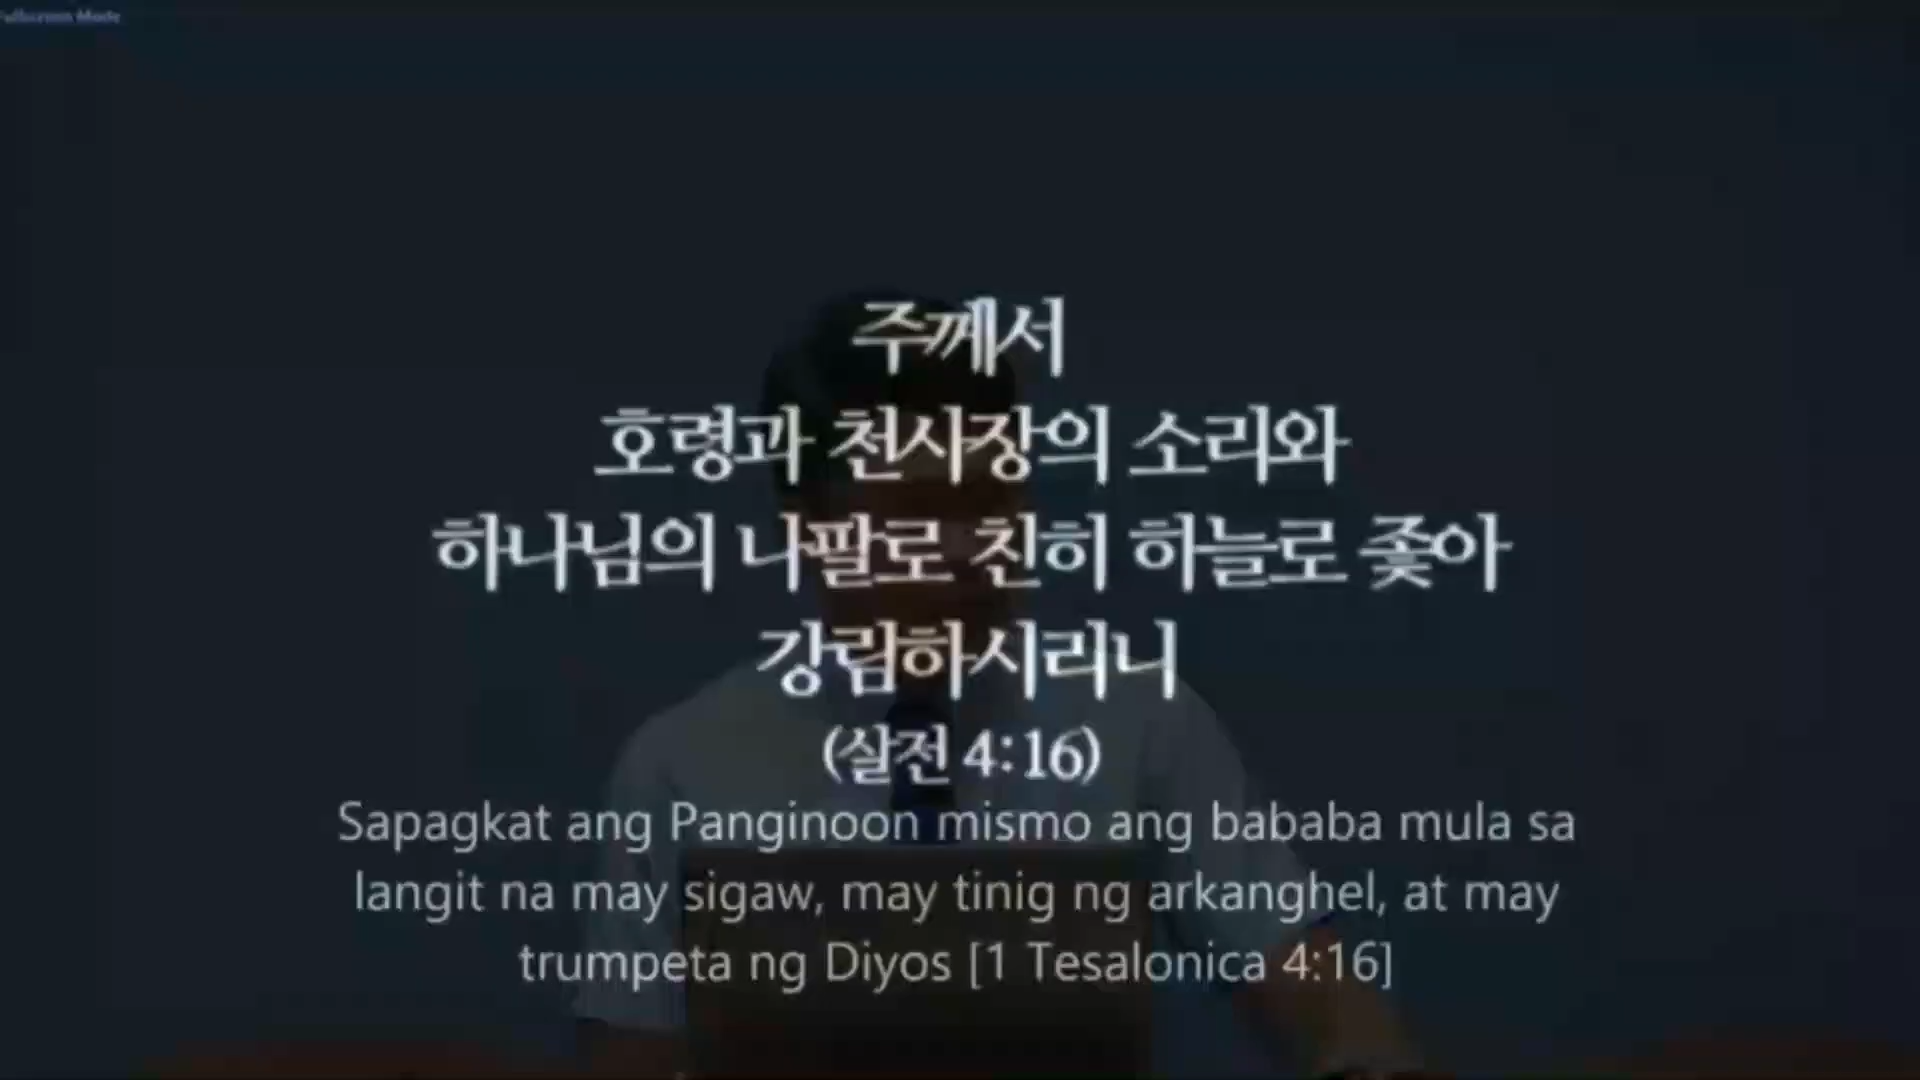 Fullscreen Mode
주께서
호령과 천사장의 소리와
하나님의 나팔로 친히 하늘로 좇아
강림하시리니
(살전 4:16)
Sapagkat ang Panginoon mismo ang bababa mula sa
langit na may sigaw, may tinig ng arkanghel, at may
trumpeta ng Diyos [1 Tesalonica 4:16]